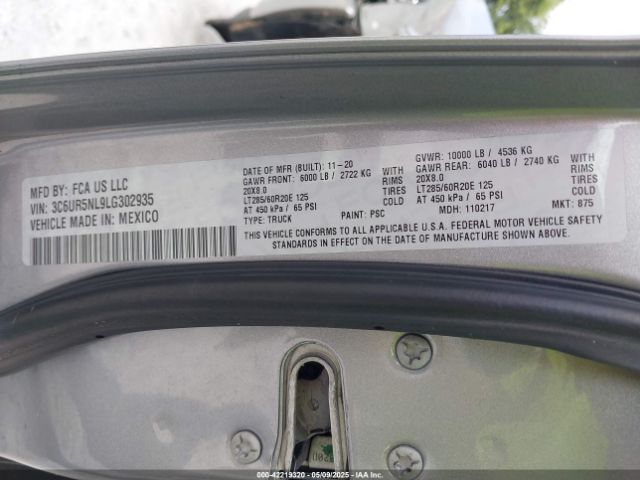 MFD BY: FCA US LLC
VIN: 3C6UR5NL9LG302935
VEHICLE MADE IN: MEXICO
DATE OF MFR (BUILT): 11-20
GAWR FRONT: 6000 LB / 2722 KG WITH
20X8.0 RIMS
LT285/60R20E 125 TIRES
AT 450 kPa / 65 PSI COLD
TYPE: TRUCK PAINT: PSC
GVWR: 10000 LB / 4536 KG
GAWR REAR: 6040 LB / 2740 KG WITH
20X8.0 RIMS
LT285/60R20E 125 TIRES
AT 450 kPa / 65 PSI COLD
MDH: 110217 MKT: 875
THIS VEHICLE CONFORMS TO ALL APPLICABLE U.S.A. FEDERAL MOTOR VEHICLE SAFETY
STANDARDS IN EFFECT ON THE DATE OF MANUFACTURE SHOWN ABOVE.
000-42219320 - 05/09/2025 - IAAI.COM